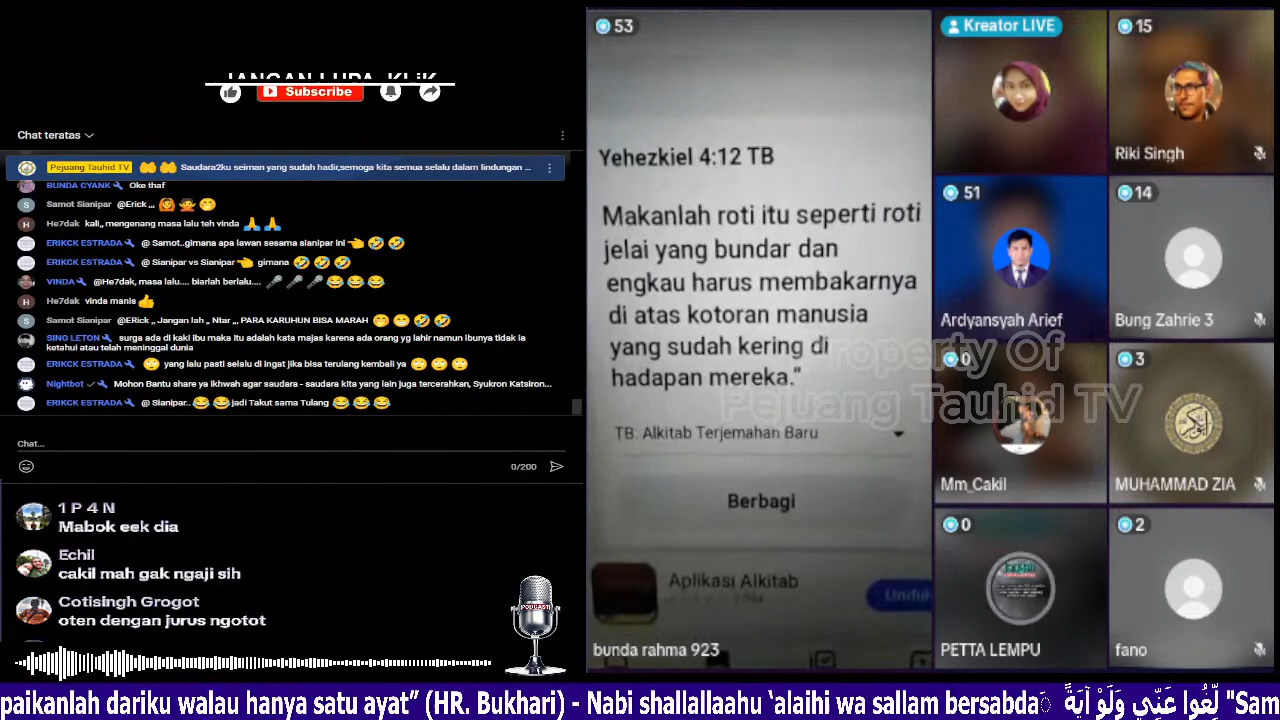 JANGAN LUPA KLiK
Subscribe
Chat teratas
Pejuang Tauhid TV 🤲 🤲 Saudara2ku seiman yang sudah hadir,semoga kita semua selalu dalam lindungan ...
BUNDA CYANK Oke thaf
Samot Sianipar @Erick ,,, 🙆 🙅 😁
He7dak kali,, mengenang masa lalu teh vinda 🙏 🙏
ERIKCK ESTRADA @ Samot..gimana apa lawan sesama sianipar ini 👈 🤣 🤣
ERIKCK ESTRADA @ Sianipar vs Sianipar 👈 gimana 🤣 🤣 🤣
VINDA @He7dak, masa lalu.... biarlah berlalu.... 🎤 🎤 🎤 😂 😂 😂
He7dak vinda manis 👍
Samot Sianipar @ERick ,, Jangan lah ,, Ntar ,,, PARA KARUHUN BISA MARAH 😁 😁 🤣 🤣
SING LETON surga ada di kaki ibu maka itu adalah kata majas karena ada orang yg lahir namun ibunya tidak ia
ketahui atau telah meninggal dunia
ERIKCK ESTRADA 🙄 yang lalu pasti selalu di ingat jika bisa terulang kembali ya 🙄 🙄 🙄
Nightbot Mohon Bantu share ya Ikhwah agar saudara - saudara kita yang lain juga tercerahkan, Syukron Katsiron...
ERIKCK ESTRADA @ Sianipar.. 😂 😂 jadi Takut sama Tulang 😂 😂 😂
Chat...
0/200
1 P 4 N
Mabok eek dia
Echil
cakil mah gak ngaji sih
Cotisingh Grogot
oten dengan jurus ngotot
PODCAST
53
Yehezkiel 4:12 TB
Makanlah roti itu seperti roti
jelai yang bundar dan
engkau harus membakarnya
di atas kotoran manusia
yang sudah kering di
hadapan mereka."
TB. Alkitab Terjemahan Baru
Berbagi
Aplikasi Alkitab
Undu
bunda rahma 923
Property Of
Pejuang Tauhid TV
Kreator LIVE
15
Riki Singh
51
Ardyansyah Arief
14
Bung Zahrie 3
0
Mm_Cakil
3
MUHAMMAD ZIA
0
PETTA LEMPU
2
fano
paikanlah dariku walau hanya satu ayat” (HR. Bukhari) - Nabi shallallaahu ‘alaihi wa sallam bersabda َ لِّغُوا عَنِّي وَلَوْ آيَةً "Sam